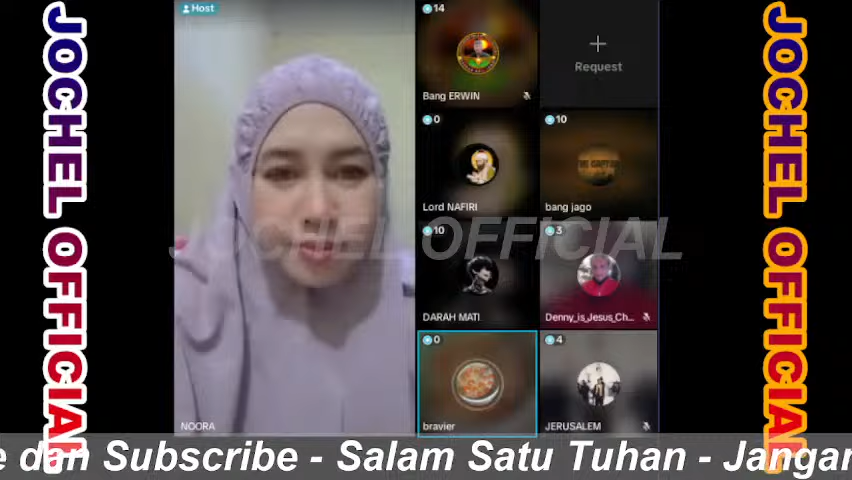 JOCHEL OFFICIAL
Host
14
Bang ERWIN
Request
0
Lord NAFIRI
10
bang jago
JOCHEL OFFICIAL
10
DARAH MATI
3
Denny_is_Jesus_Ch...
NOORA
0
bravier
4
JERUSALEM
JOCHEL OFFICIAL
e dan Subscribe - Salam Satu Tuhan - Jangan